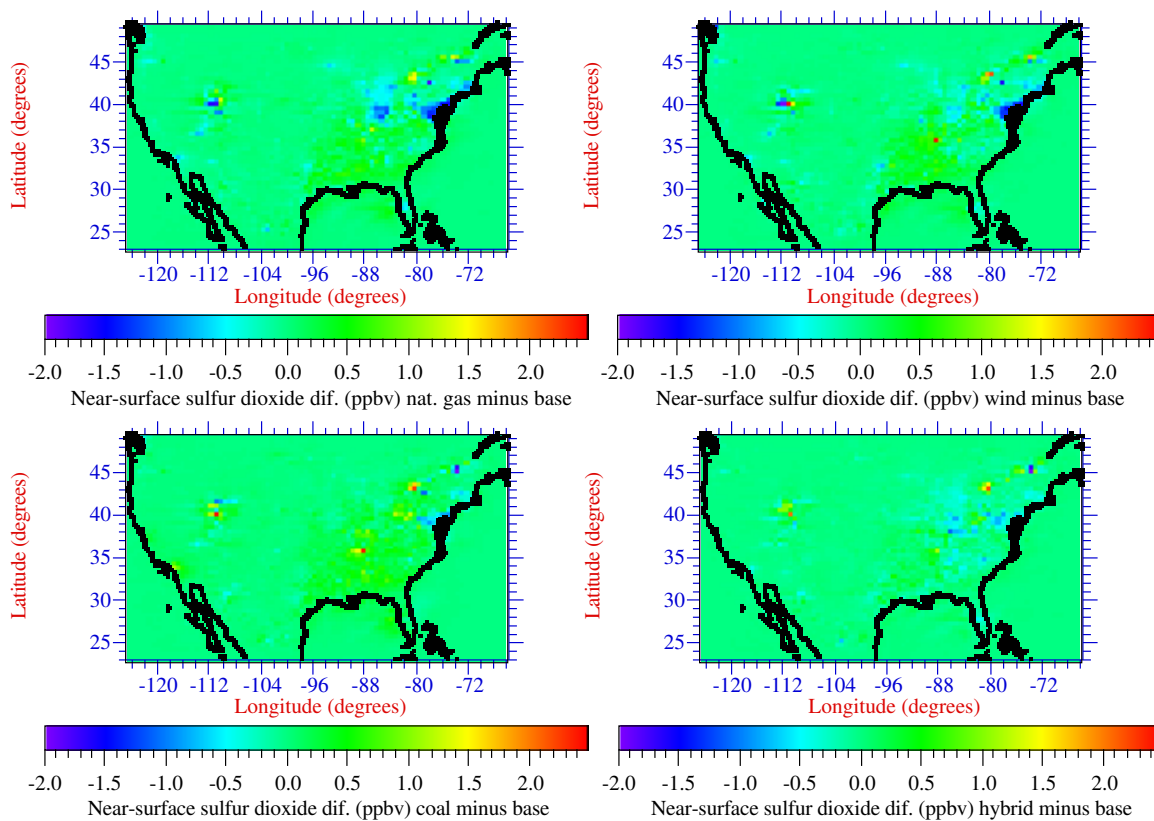 Latitude (degrees)
45
40
35
30
25
-120 -112 -104 -96 -88 -80 -72
Longitude (degrees)
-2.0 -1.5 -1.0 -0.5 0.0 0.5 1.0 1.5 2.0
Near-surface sulfur dioxide dif. (ppbv) nat. gas minus base
Latitude (degrees)
45
40
35
30
25
-120 -112 -104 -96 -88 -80 -72
Longitude (degrees)
-2.0 -1.5 -1.0 -0.5 0.0 0.5 1.0 1.5 2.0
Near-surface sulfur dioxide dif. (ppbv) wind minus base
Latitude (degrees)
45
40
35
30
25
-120 -112 -104 -96 -88 -80 -72
Longitude (degrees)
-2.0 -1.5 -1.0 -0.5 0.0 0.5 1.0 1.5 2.0
Near-surface sulfur dioxide dif. (ppbv) coal minus base
Latitude (degrees)
45
40
35
30
25
-120 -112 -104 -96 -88 -80 -72
Longitude (degrees)
-2.0 -1.5 -1.0 -0.5 0.0 0.5 1.0 1.5 2.0
Near-surface sulfur dioxide dif. (ppbv) hybrid minus base